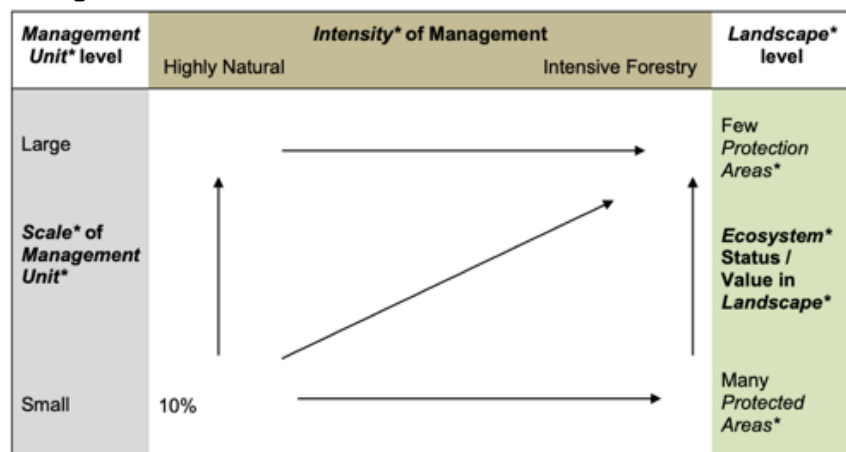 Management
Unit* level
Intensity* of Management
Highly Natural
Intensive Forestry
Landscape*
level
Large
Few
Protection
Areas*
Scale* of
Management
Unit*
Ecosystem*
Status /
Value in
Landscape*
Small
10%
Many
Protected
Areas*